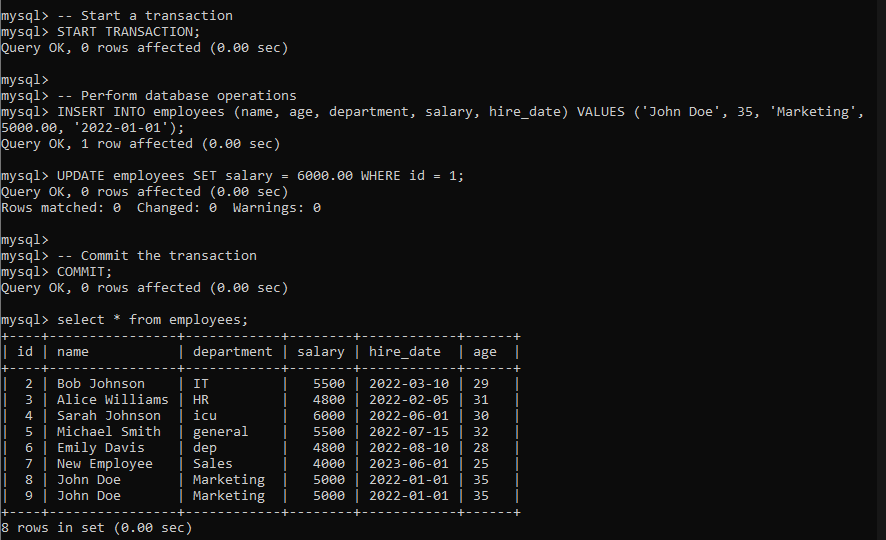 mysql> -- Start a transaction
mysql> START TRANSACTION;
Query OK, 0 rows affected (0.00 sec)
mysql>
mysql> -- Perform database operations
mysql> INSERT INTO employees (name, age, department, salary, hire_date) VALUES ('John Doe', 35, 'Marketing',
5000.00, '2022-01-01');
Query OK, 1 row affected (0.00 sec)
mysql> UPDATE employees SET salary = 6000.00 WHERE id = 1;
Query OK, 0 rows affected (0.00 sec)
Rows matched: 0  Changed: 0  Warnings: 0
mysql>
mysql> -- Commit the transaction
mysql> COMMIT;
Query OK, 0 rows affected (0.00 sec)
mysql> select * from employees;
+----+----------------+------------+--------+------------+------+
| id | name           | department | salary | hire_date  | age  |
+----+----------------+------------+--------+------------+------+
|  2 | Bob Johnson    | IT         |   5500 | 2022-03-10 | 29   |
|  3 | Alice Williams | HR         |   4800 | 2022-02-05 | 31   |
|  4 | Sarah Johnson  | icu        |   6000 | 2022-06-01 | 30   |
|  5 | Michael Smith  | general    |   5500 | 2022-07-15 | 32   |
|  6 | Emily Davis    | dep        |   4800 | 2022-08-10 | 28   |
|  7 | New Employee   | Sales      |   4000 | 2023-06-01 | 25   |
|  8 | John Doe       | Marketing  |   5000 | 2022-01-01 | 35   |
|  9 | John Doe       | Marketing  |   5000 | 2022-01-01 | 35   |
+----+----------------+------------+--------+------------+------+
8 rows in set (0.00 sec)